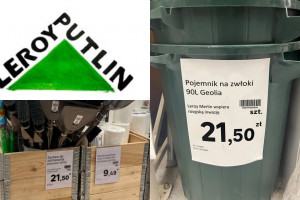 LEROY PUTLIN
Pojemnik na zwłoki
90L Geolia
Leroy Merlin wspiera
rosyjską inwazję
szt.
21,50 zł
21,50
9,49